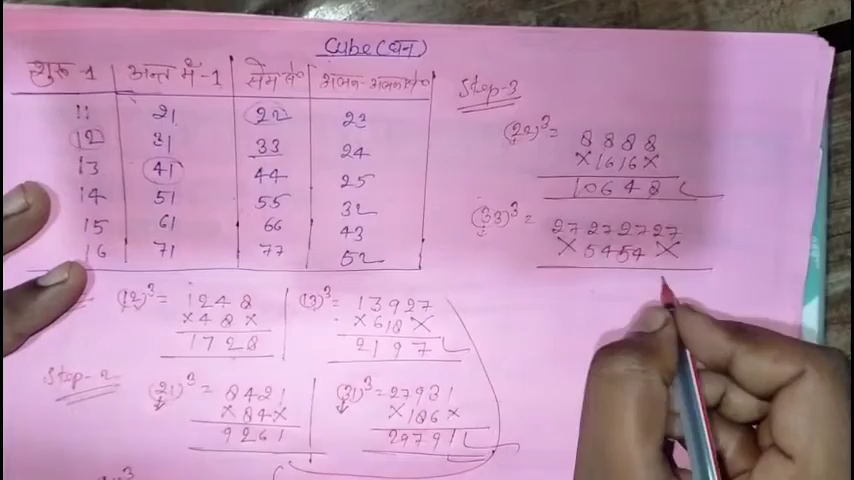 Cube (घन)
शुरू -1 अन्त में -1 सेम सं० अलग-अलग सं०
11 21 22 23
12 31 33 24
13 41 44 25
14 51 55 32
15 61 66 43
16 71 77 52
Step-3
(22)³ = 8 8 8 8
× 16 16 ×
10648
(33)³ = 27 27 27 27
× 54 54 ×
(12)³ = 1 2 4 8
× 4 8 ×
1728
(13)³ = 1 3 9 27
× 6 18 ×
2197
Step-2
(21)³ = 8 4 2 1
× 8 4 ×
9261
(31)³ = 27 9 3 1
× 18 6 ×
29791